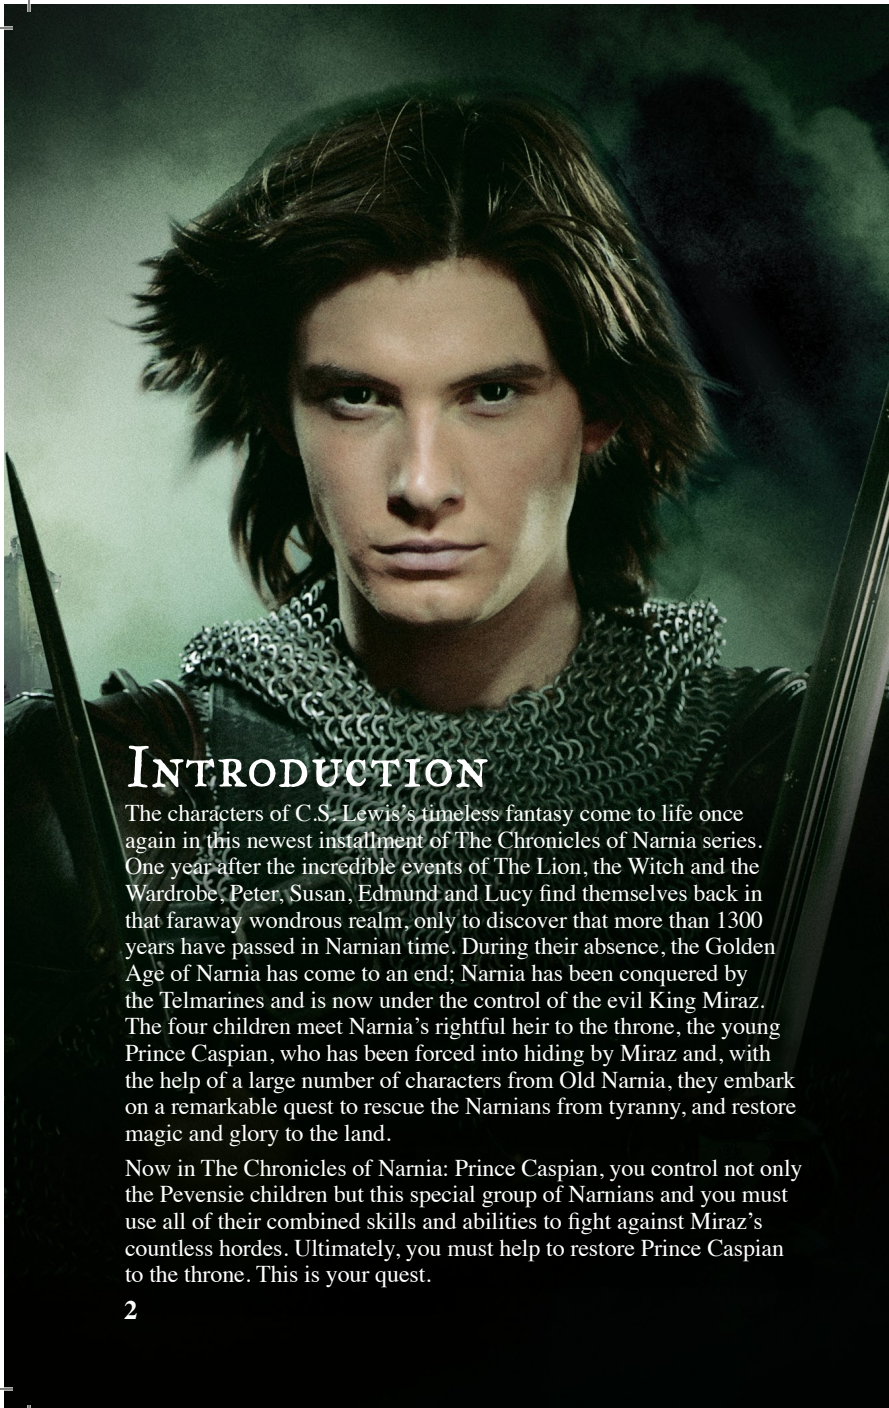 Introduction
The characters of C.S. Lewis's timeless fantasy come to life once
again in this newest installment of The Chronicles of Narnia series.
One year after the incredible events of The Lion, the Witch and the
Wardrobe, Peter, Susan, Edmund and Lucy find themselves back in
that faraway wondrous realm, only to discover that more than 1300
years have passed in Narnian time. During their absence, the Golden
Age of Narnia has come to an end; Narnia has been conquered by
the Telmarines and is now under the control of the evil King Miraz.
The four children meet Narnia's rightful heir to the throne, the young
Prince Caspian, who has been forced into hiding by Miraz and, with
the help of a large number of characters from Old Narnia, they embark
on a remarkable quest to rescue the Narnians from tyranny, and restore
magic and glory to the land.
Now in The Chronicles of Narnia: Prince Caspian, you control not only
the Pevensie children but this special group of Narnians and you must
use all of their combined skills and abilities to fight against Miraz's
countless hordes. Ultimately, you must help to restore Prince Caspian
to the throne. This is your quest.
2